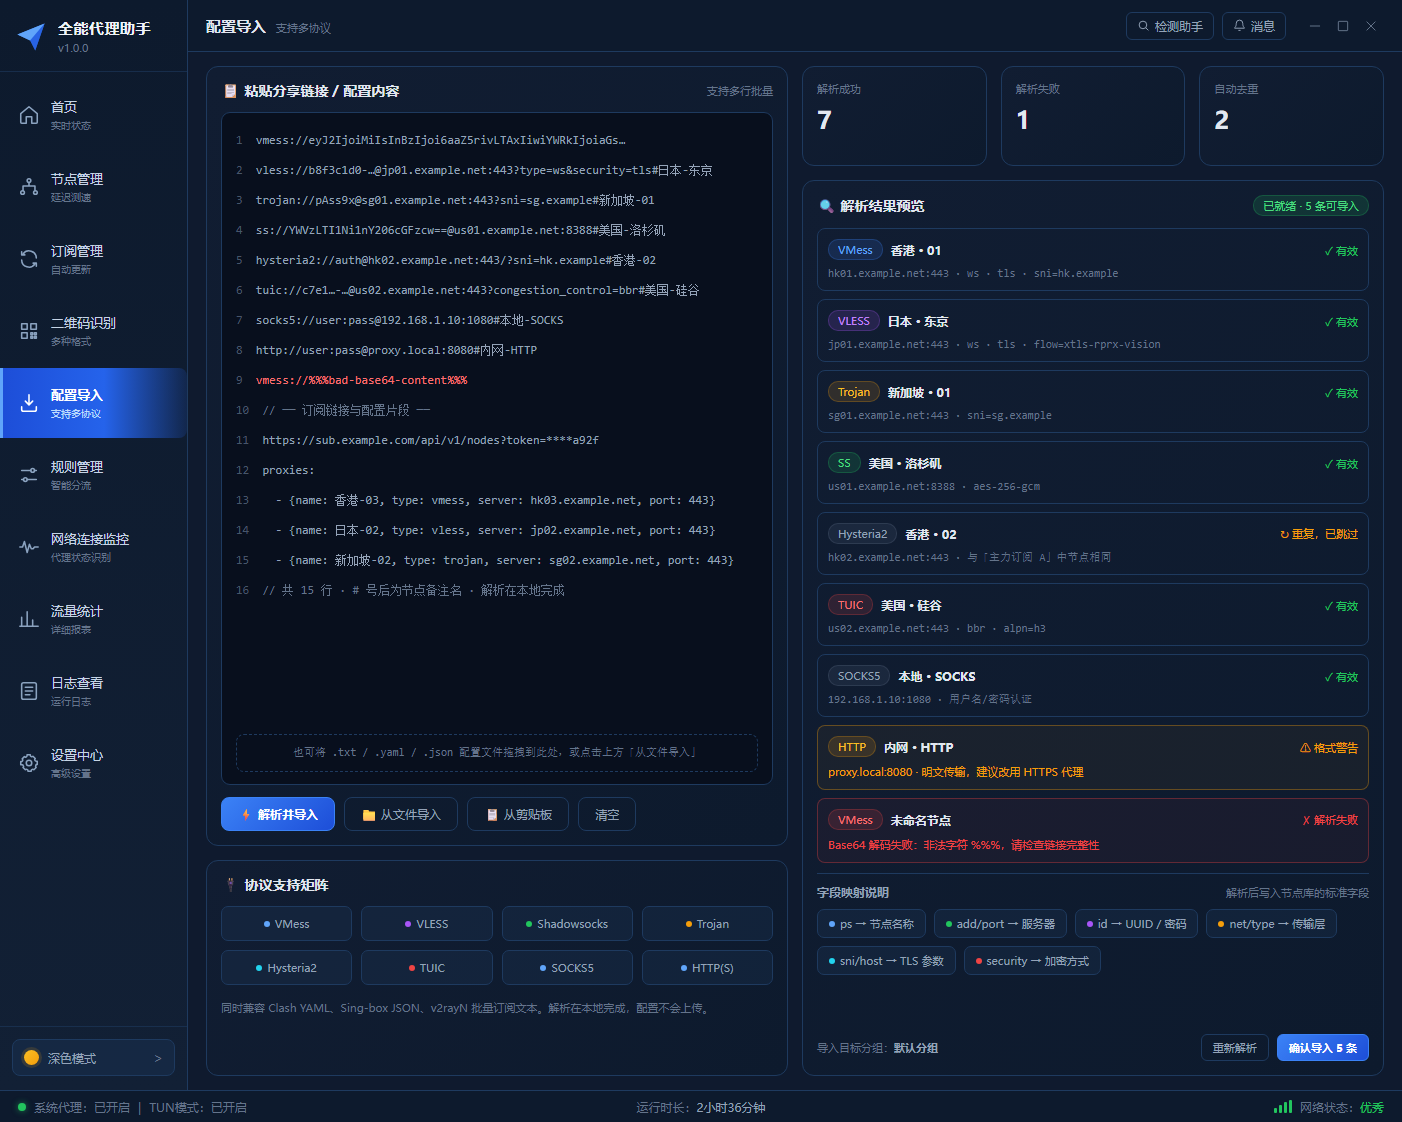 全能代理助手
v1.0.0
首页
实时状态
节点管理
延迟测速
订阅管理
自动更新
二维码识别
多种格式
配置导入
支持多协议
规则管理
智能分流
网络连接监控
代理状态识别
流量统计
详细报表
日志查看
运行日志
设置中心
高级设置
深色模式 >
配置导入 支持多协议
检测助手 消息
粘贴分享链接 / 配置内容 支持多行批量
1 vmess://eyJ2IjoiMiIsInBzIjoi6aaZ5rivLTAxIiwiYWRkIjoiaGs…
2 vless://b8f3c1d0-…@jp01.example.net:443?type=ws&security=tls#日本-东京
3 trojan://pAss9x@sg01.example.net:443?sni=sg.example#新加坡-01
4 ss://YWVzLTI1Ni1nY206cGFzcw==@us01.example.net:8388#美国-洛杉矶
5 hysteria2://auth@hk02.example.net:443/?sni=hk.example#香港-02
6 tuic://c7e1…-…@us02.example.net:443?congestion_control=bbr#美国-硅谷
7 socks5://user:pass@192.168.1.10:1080#本地-SOCKS
8 http://user:pass@proxy.local:8080#内网-HTTP
9 vmess://%%%bad-base64-content%%%
10 // —— 订阅链接与配置片段 ——
11 https://sub.example.com/api/v1/nodes?token=****a92f
12 proxies:
13 - {name: 香港-03, type: vmess, server: hk03.example.net, port: 443}
14 - {name: 日本-02, type: vless, server: jp02.example.net, port: 443}
15 - {name: 新加坡-02, type: trojan, server: sg02.example.net, port: 443}
16 // 共 15 行 · # 号后为节点备注名 · 解析在本地完成
也可将 .txt / .yaml / .json 配置文件拖拽到此处，或点击上方「从文件导入」
解析并导入 从文件导入 从剪贴板 清空
协议支持矩阵
VMess VLESS Shadowsocks Trojan
Hysteria2 TUIC SOCKS5 HTTP(S)
同时兼容 Clash YAML、Sing-box JSON、v2rayN 批量订阅文本。解析在本地完成，配置不会上传。
解析成功
7
解析失败
1
自动去重
2
解析结果预览 已就绪 · 5 条可导入
VMess 香港 • 01 ✓ 有效
hk01.example.net:443 · ws · tls · sni=hk.example
VLESS 日本 • 东京 ✓ 有效
jp01.example.net:443 · ws · tls · flow=xtls-rprx-vision
Trojan 新加坡 • 01 ✓ 有效
sg01.example.net:443 · sni=sg.example
SS 美国 • 洛杉矶 ✓ 有效
us01.example.net:8388 · aes-256-gcm
Hysteria2 香港 • 02 ↻ 重复，已跳过
hk02.example.net:443 · 与「主力订阅 A」中节点相同
TUIC 美国 • 硅谷 ✓ 有效
us02.example.net:443 · bbr · alpn=h3
SOCKS5 本地 • SOCKS ✓ 有效
192.168.1.10:1080 · 用户名/密码认证
HTTP 内网 • HTTP ⚠ 格式警告
proxy.local:8080 · 明文传输，建议改用 HTTPS 代理
VMess 未命名节点 ✗ 解析失败
Base64 解码失败：非法字符 %%%，请检查链接完整性
字段映射说明 解析后写入节点库的标准字段
ps → 节点名称 add/port → 服务器 id → UUID / 密码 net/type → 传输层
sni/host → TLS 参数 security → 加密方式
导入目标分组：默认分组 重新解析 确认导入 5 条
系统代理：已开启 | TUN模式：已开启 运行时长：2小时36分钟 网络状态：优秀